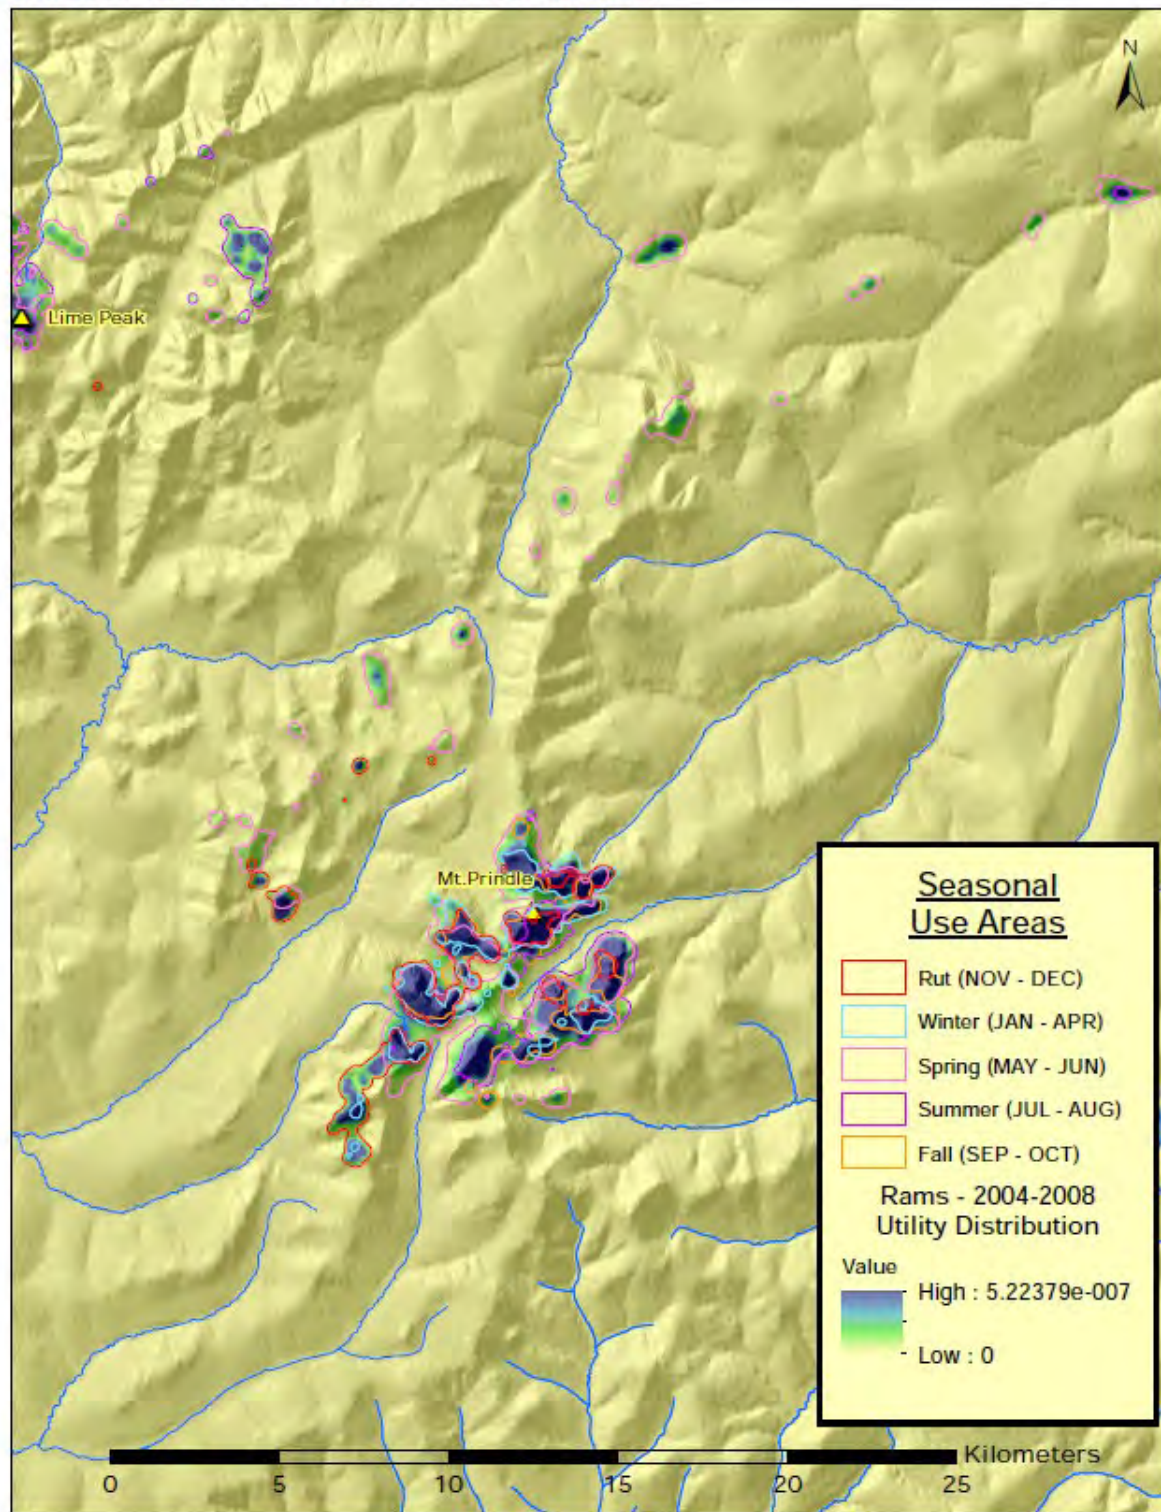 N
Lime Peak
Mt.Prindle
Seasonal
Use Areas
Rut (NOV - DEC)
Winter (JAN - APR)
Spring (MAY - JUN)
Summer (JUL - AUG)
Fall (SEP - OCT)
Rams - 2004-2008
Utility Distribution
Value
High : 5.22379e-007
Low : 0
Kilometers
0 5 10 15 20 25